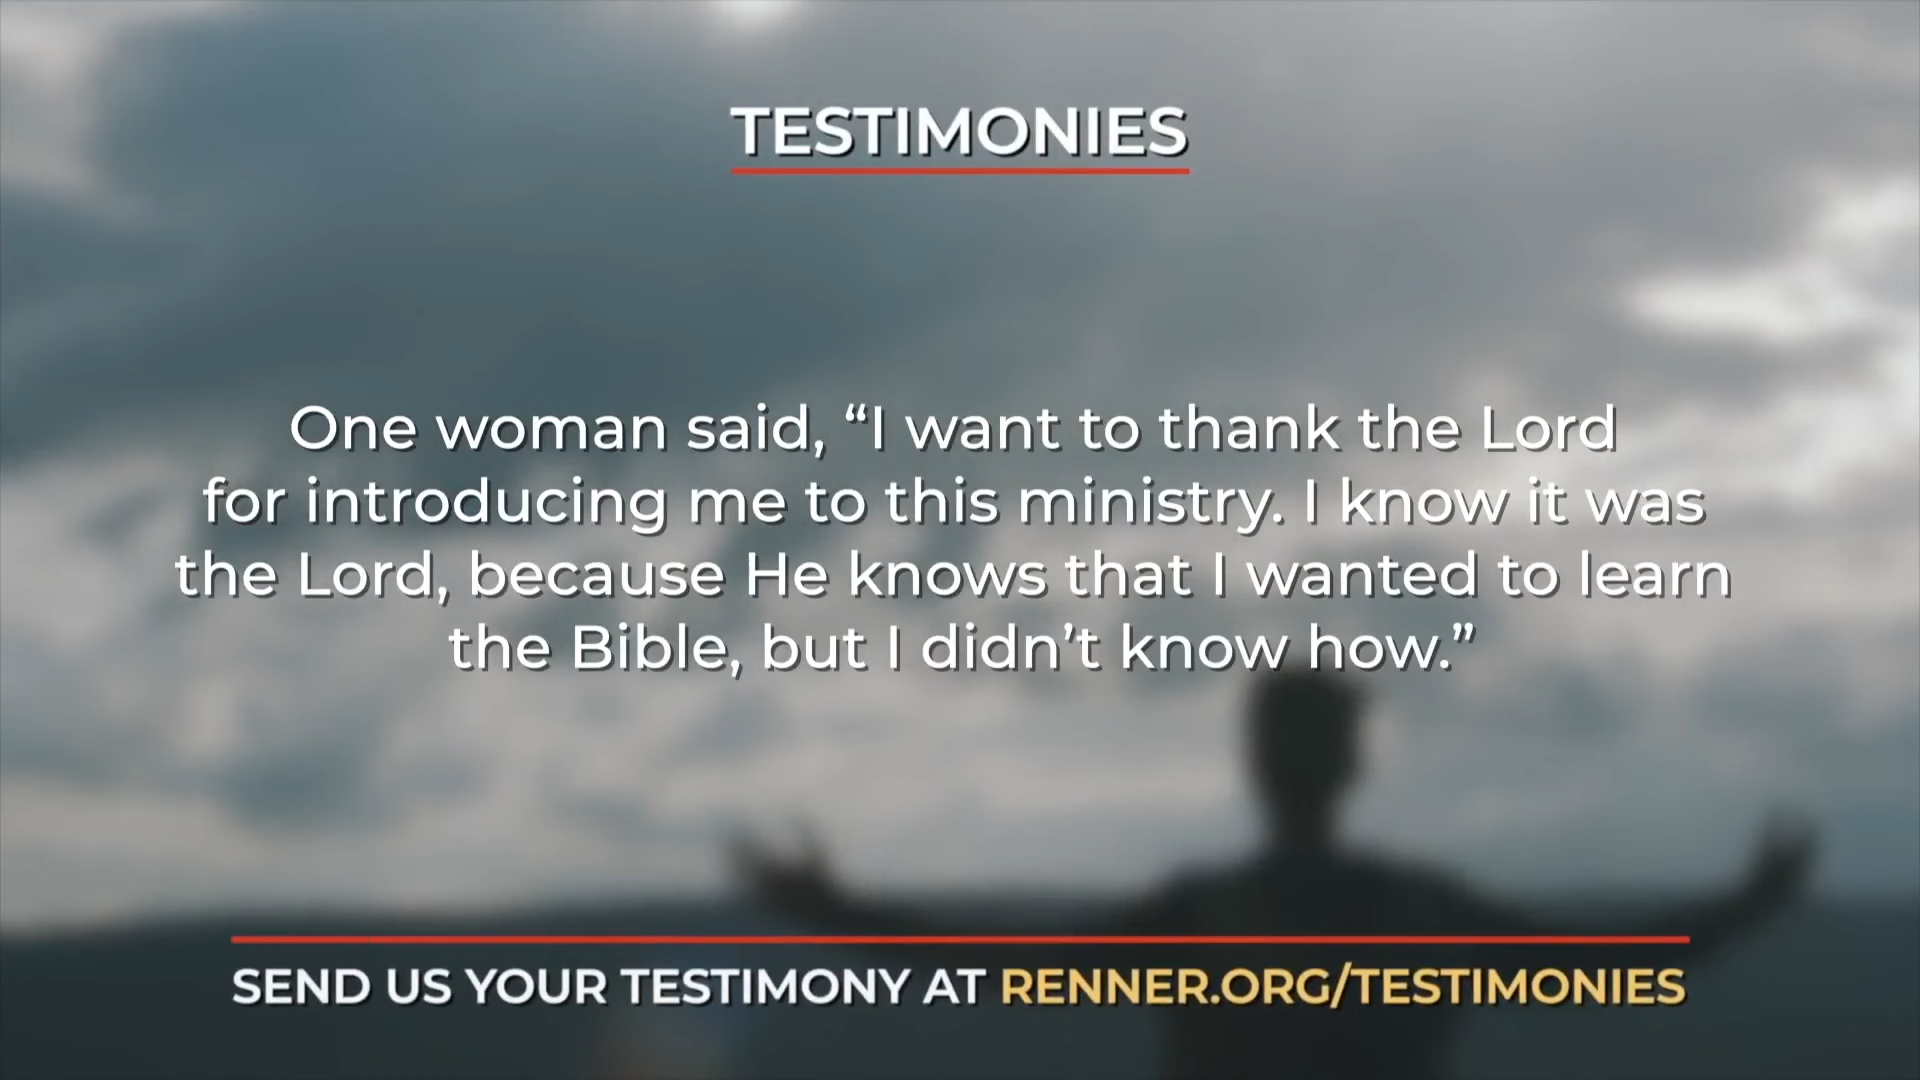 TESTIMONIES
One woman said, “I want to thank the Lord
for introducing me to this ministry. I know it was
the Lord, because He knows that I wanted to learn
the Bible, but I didn’t know how.”
SEND US YOUR TESTIMONY AT RENNER.ORG/TESTIMONIES